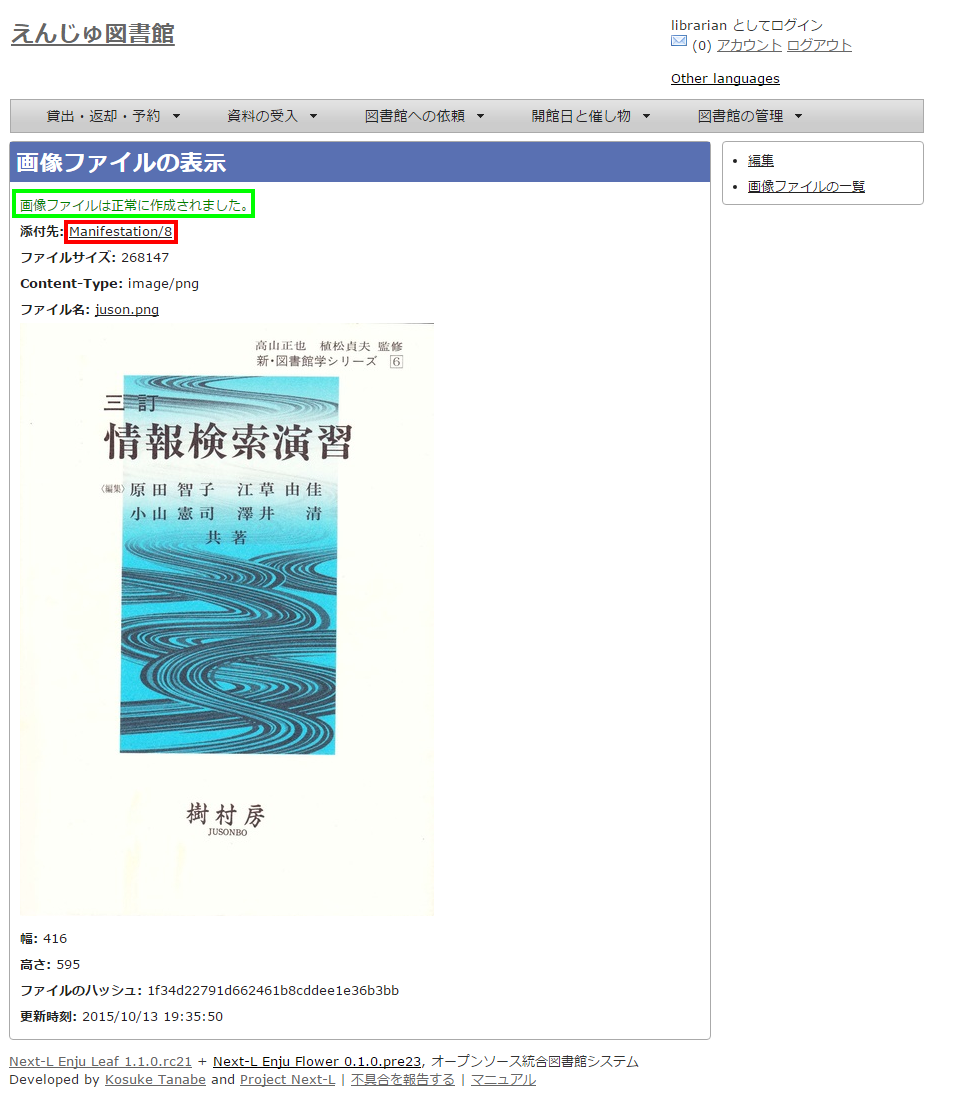 えんじゅ図書館
librarian としてログイン
(0) アカウント ログアウト
Other languages
貸出・返却・予約 資料の受入 図書館への依頼 開館日と催し物 図書館の管理
画像ファイルの表示
画像ファイルは正常に作成されました。
添付先: Manifestation/8
ファイルサイズ: 268147
Content-Type: image/png
ファイル名: juson.png
高山正也 植松貞夫 監修
新・図書館学シリーズ 6
三訂
情報検索演習
〈編集〉原田智子 江草由佳
小山憲司 澤井 清
共著
樹村房
JUSONBO
幅: 416
高さ: 595
ファイルのハッシュ: 1f34d22791d662461b8cddee1e36b3bb
更新時刻: 2015/10/13 19:35:50
編集
画像ファイルの一覧
Next-L Enju Leaf 1.1.0.rc21 + Next-L Enju Flower 0.1.0.pre23, オープンソース統合図書館システム
Developed by Kosuke Tanabe and Project Next-L | 不具合を報告する | マニュアル